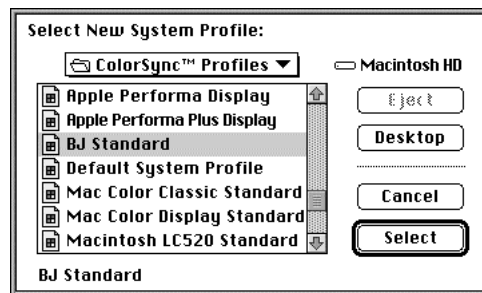 Select New System Profile:
ColorSync™ Profiles
Macintosh HD
Apple Performa Display
Apple Performa Plus Display
BJ Standard
Default System Profile
Mac Color Classic Standard
Mac Color Display Standard
Macintosh LC520 Standard
Eject
Desktop
Cancel
Select
BJ Standard